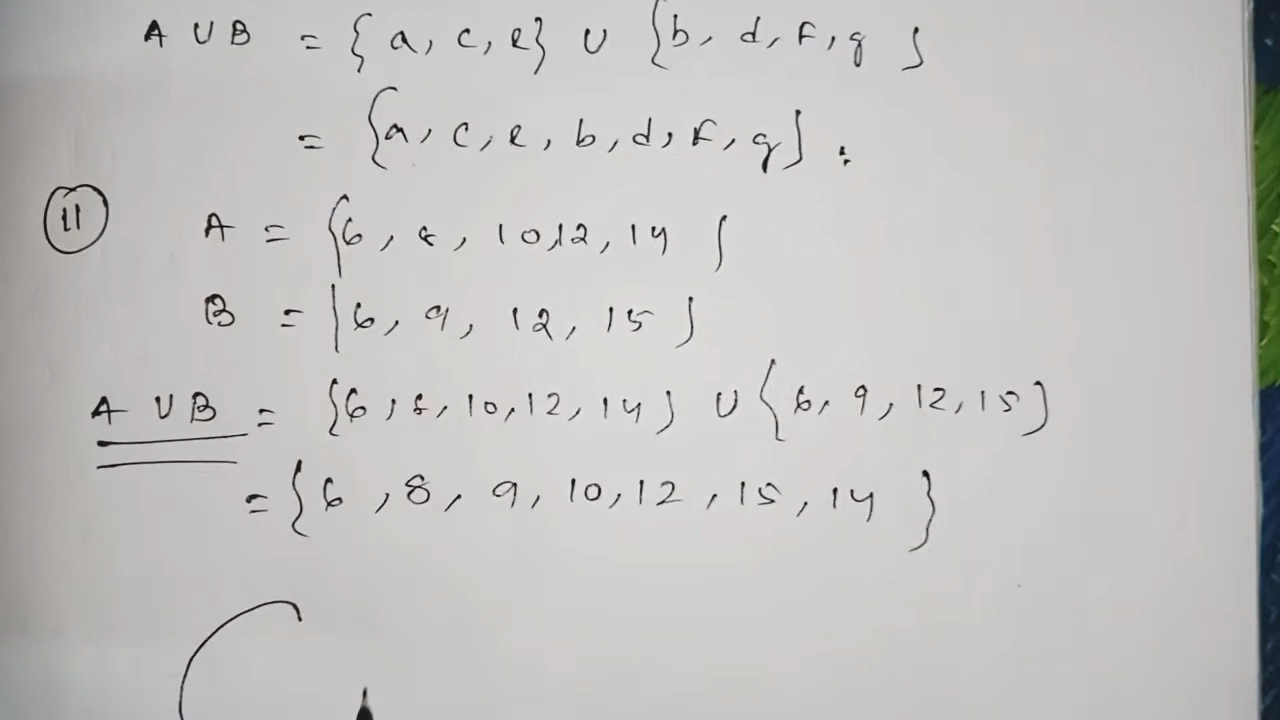 A ∪ B = {a, c, e} ∪ {b, d, f, g}
= {a, c, e, b, d, f, g}.
(ii) A = {6, 8, 10, 12, 14}
B = {6, 9, 12, 15}
A ∪ B = {6, 8, 10, 12, 14} ∪ {6, 9, 12, 15}
= {6, 8, 9, 10, 12, 15, 14}